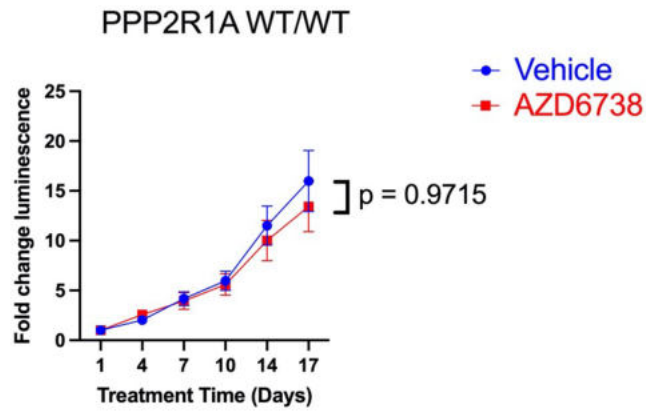 PPP2R1A WT/WT
Vehicle
AZD6738
Fold change luminescence
25
20
15
10
5
0
p = 0.9715
1 4 7 10 14 17
Treatment Time (Days)